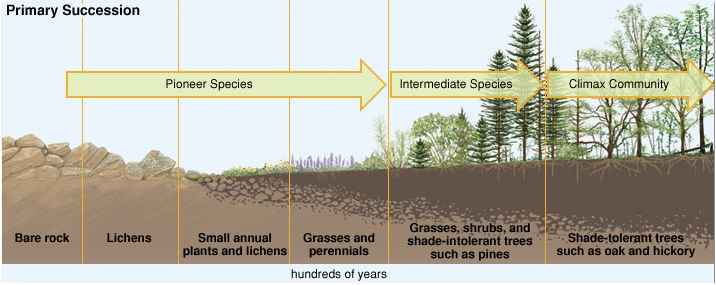 Primary Succession
Pioneer Species
Intermediate Species
Climax Community
Bare rock
Lichens
Small annual
plants and lichens
Grasses and
perennials
Grasses, shrubs, and
shade-intolerant trees
such as pines
Shade-tolerant trees
such as oak and hickory
hundreds of years